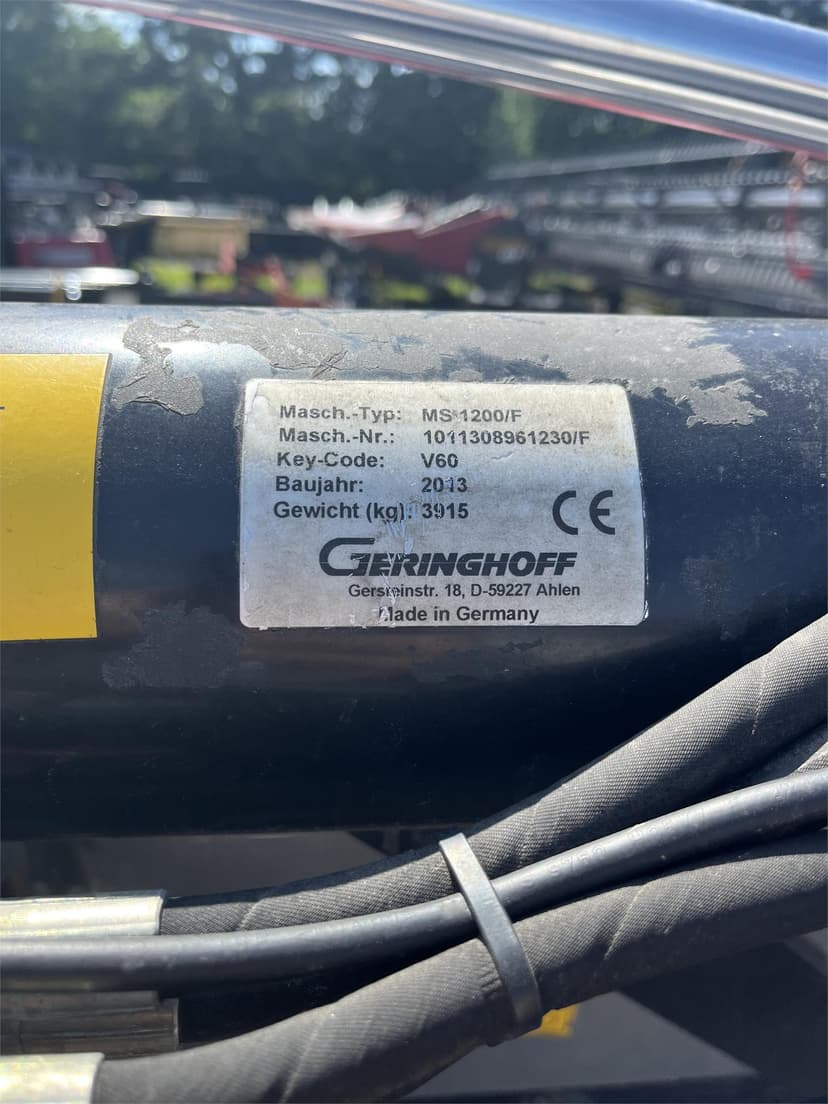 Masch.-Typ: MS 1200/F
Masch.-Nr.: 1011308961230/F
Key-Code: V60
Baujahr: 2013
Gewicht (kg): 3915
CE
GERINGHOFF
Gersteinstr. 18, D-59227 Ahlen
Made in Germany